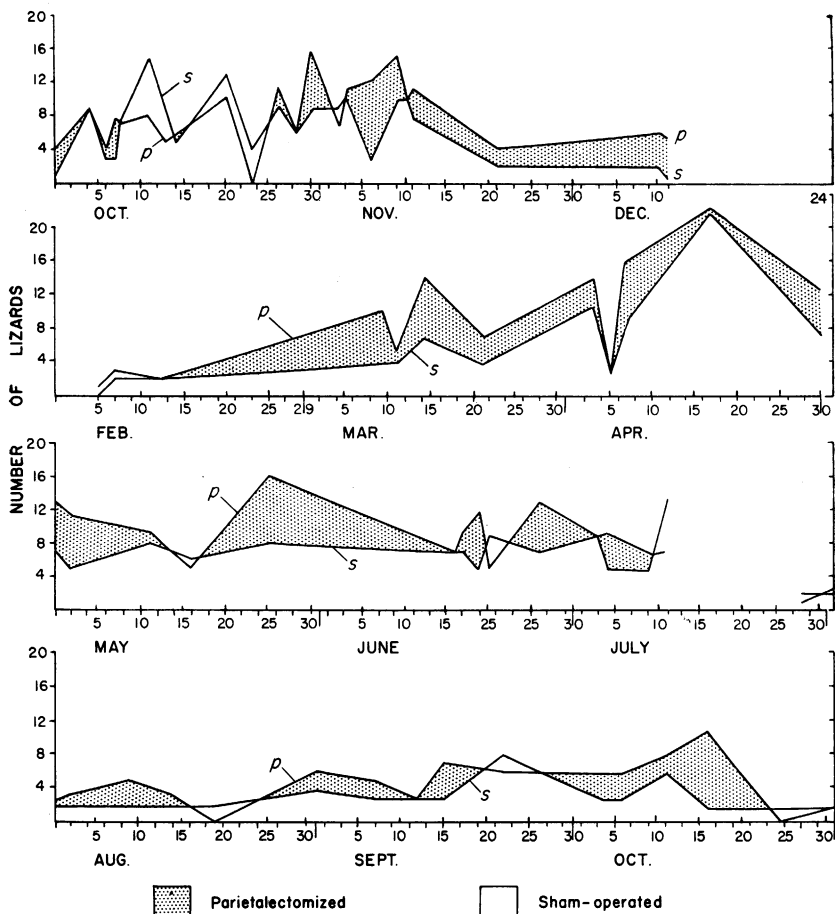 20
16
12
8
4
s
p
p
s
5 10 15 20 25 30 5 10 15 20 25 30 5 10 24
OCT. NOV. DEC.
NUMBER OF LIZARDS
20
16
12
8
4
p
s
5 10 15 20 25 29 5 10 15 20 25 30 5 10 15 20 25 30
FEB. MAR. APR.
20
16
12
8
4
p
s
5 10 15 20 25 30 5 10 15 20 25 30 5 10 15 20 25 30
MAY JUNE JULY
20
16
12
8
4
p
s
5 10 15 20 25 30 5 10 15 20 25 30 5 10 15 20 25 30
AUG. SEPT. OCT.
Parietalectomized Sham-operated